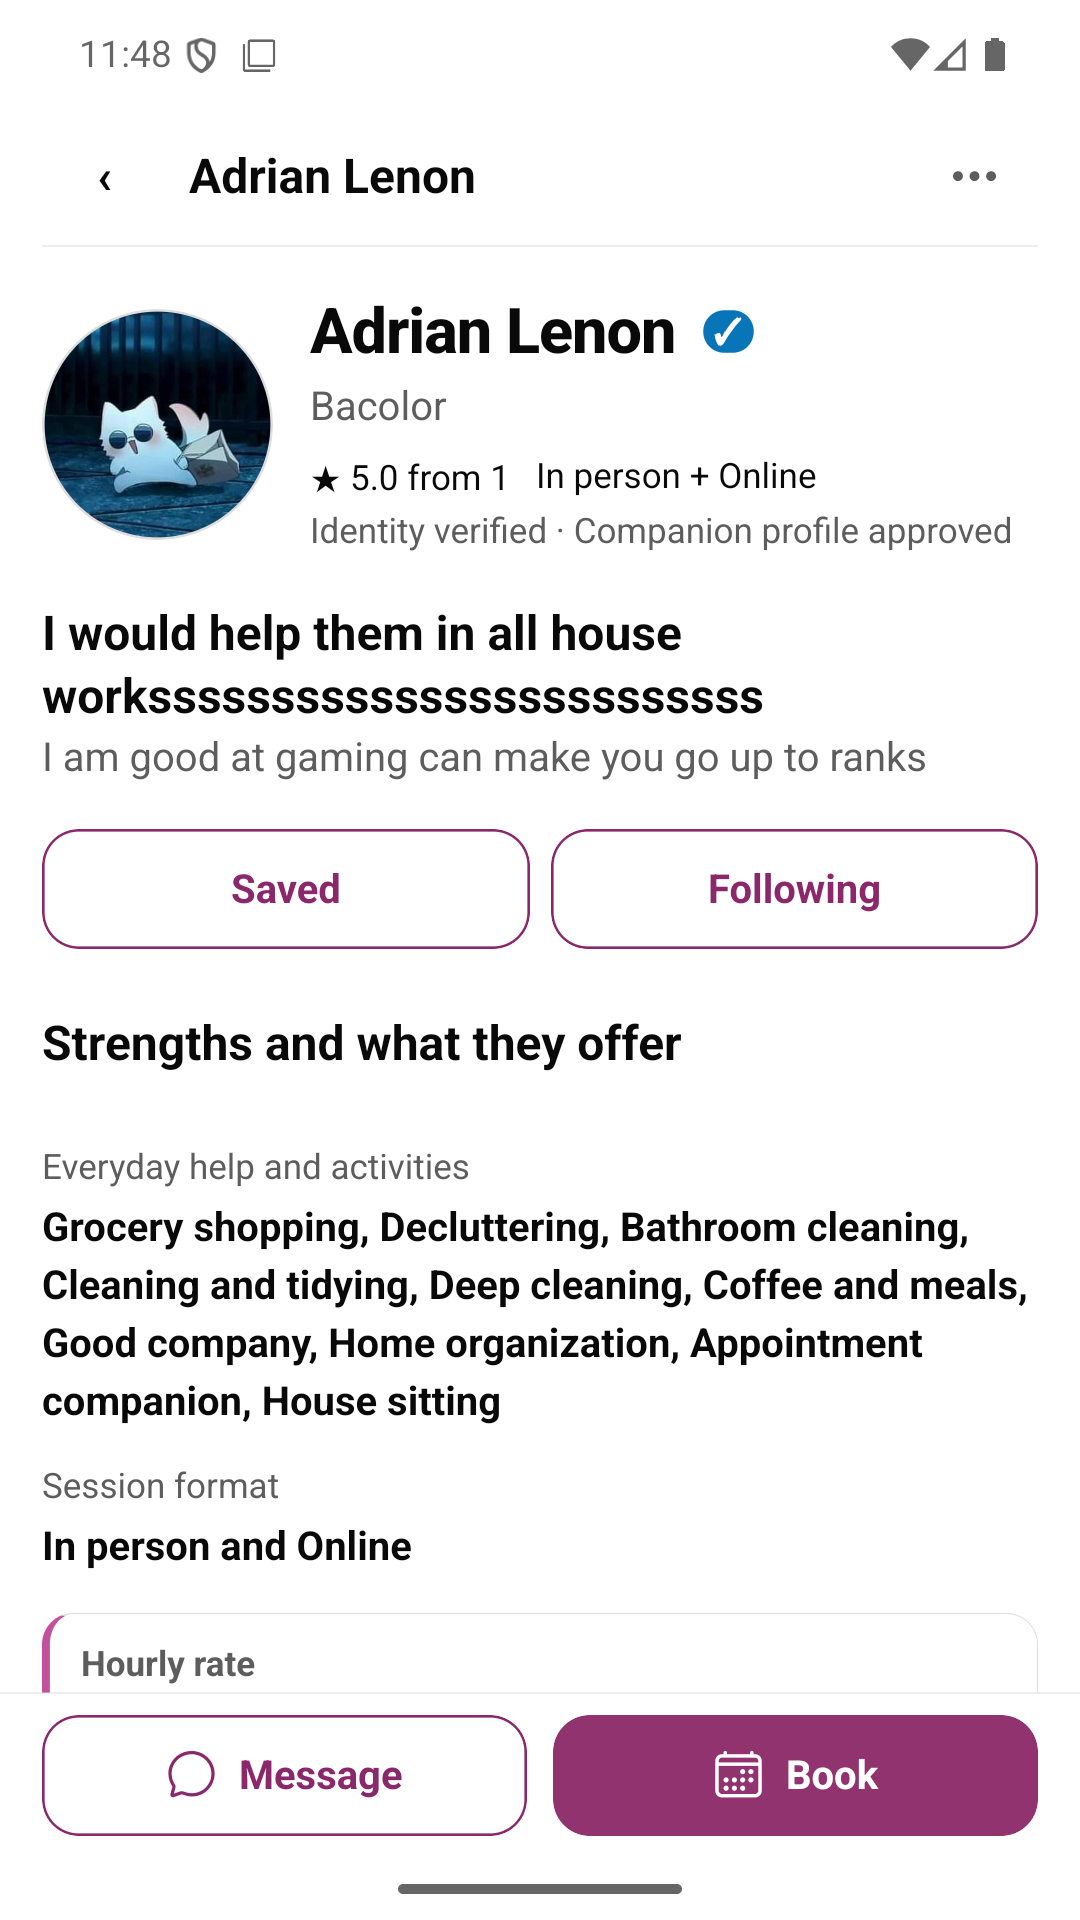 11:48
‹ Adrian Lenon
Adrian Lenon
Bacolor
★ 5.0 from 1 In person + Online
Identity verified · Companion profile approved
I would help them in all house
worksssssssssssssssssssssssss
I am good at gaming can make you go up to ranks
Saved Following
Strengths and what they offer
Everyday help and activities
Grocery shopping, Decluttering, Bathroom cleaning,
Cleaning and tidying, Deep cleaning, Coffee and meals,
Good company, Home organization, Appointment
companion, House sitting
Session format
In person and Online
Hourly rate
Message Book